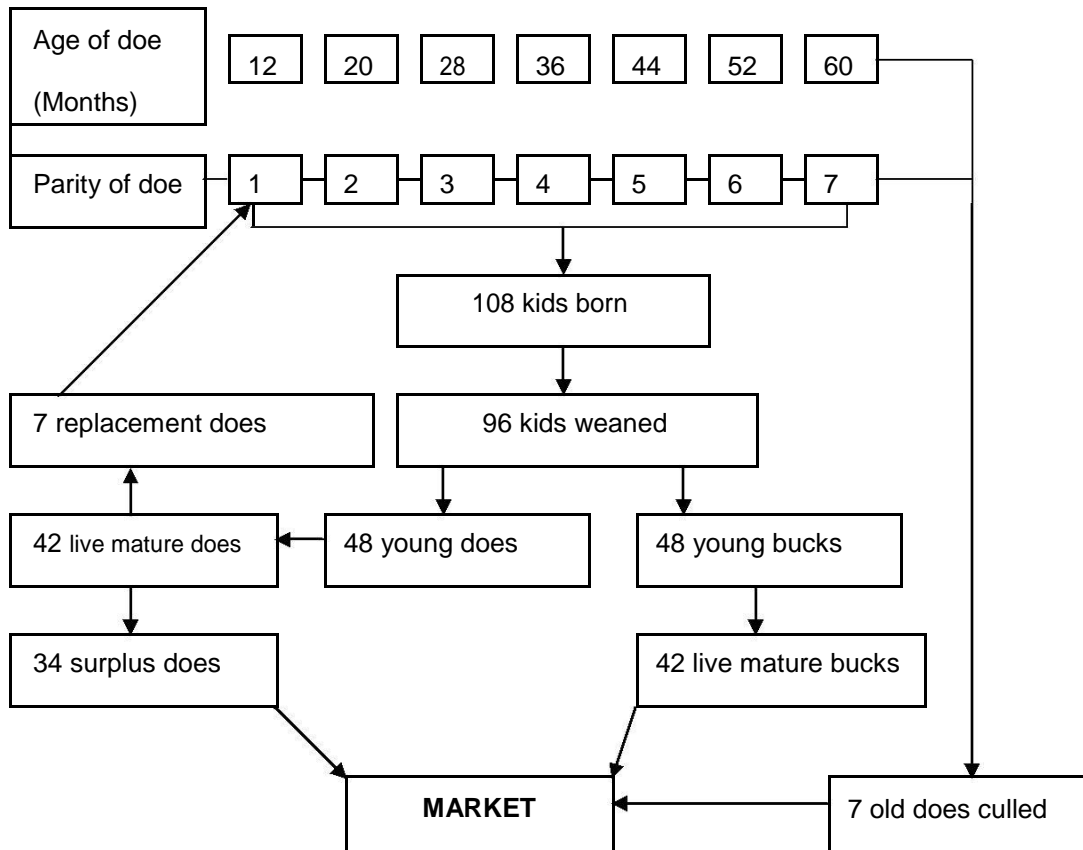 Age of doe
(Months)
12 20 28 36 44 52 60
Parity of doe
1 2 3 4 5 6 7
108 kids born
7 replacement does
96 kids weaned
42 live mature does
48 young does
48 young bucks
34 surplus does
42 live mature bucks
MARKET
7 old does culled